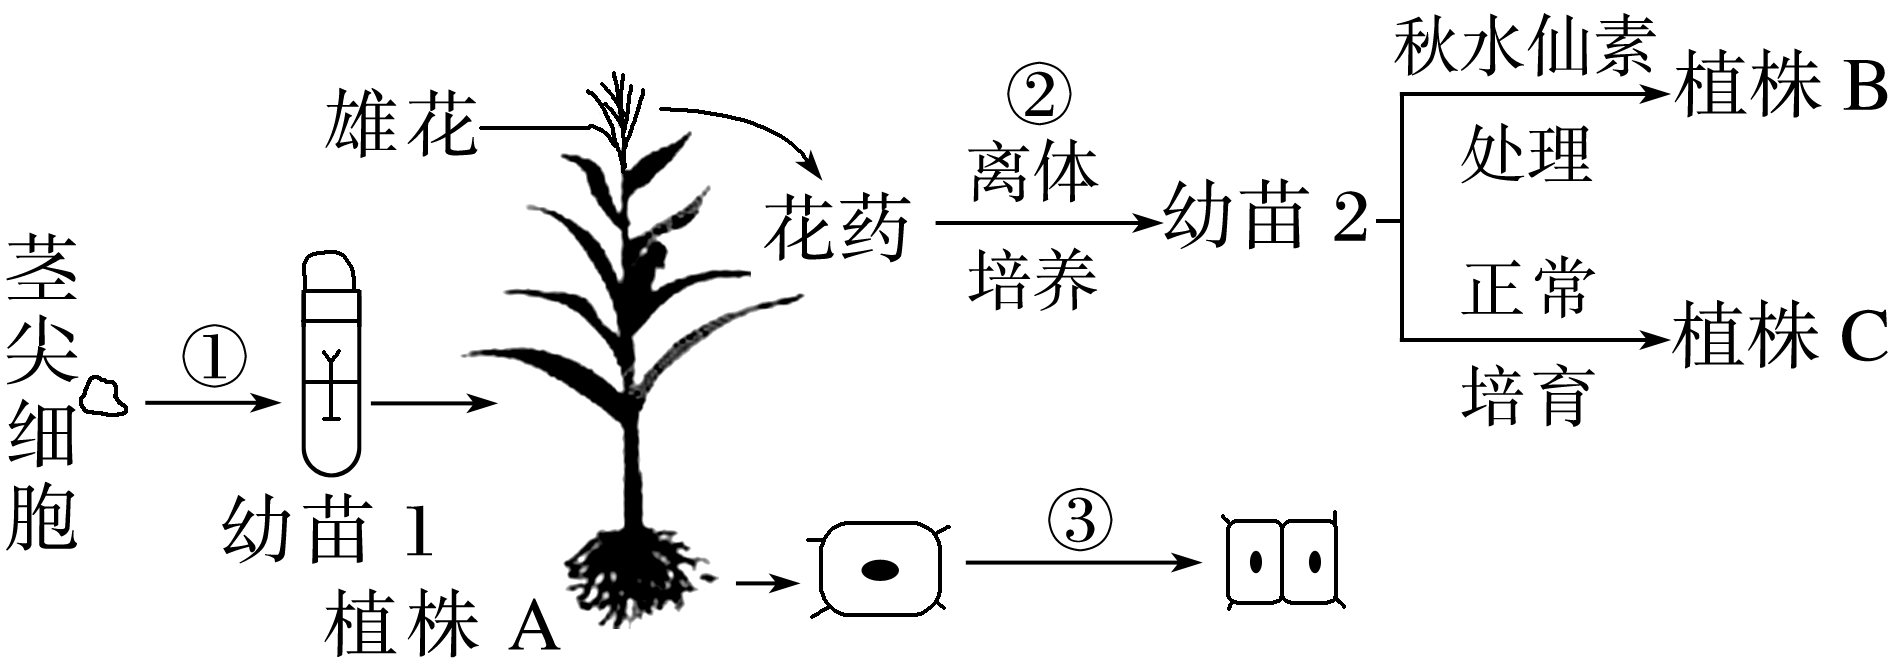 茎尖细胞
①
幼苗 1
植株 A
雄花
花药
②
离体
培养
幼苗 2
秋水仙素
处理
植株 B
正常
培育
植株 C
③